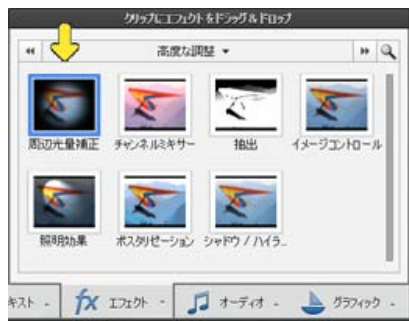 クリップにエフェクトをドラッグ&ドロップ
高度な調整
周辺光量補正 チャンネルミキサー 抽出 イメージコントロール
照明効果 ポスタリゼーション シャドウ / ハイラ...
キスト fx エフェクト オーディオ グラフィック